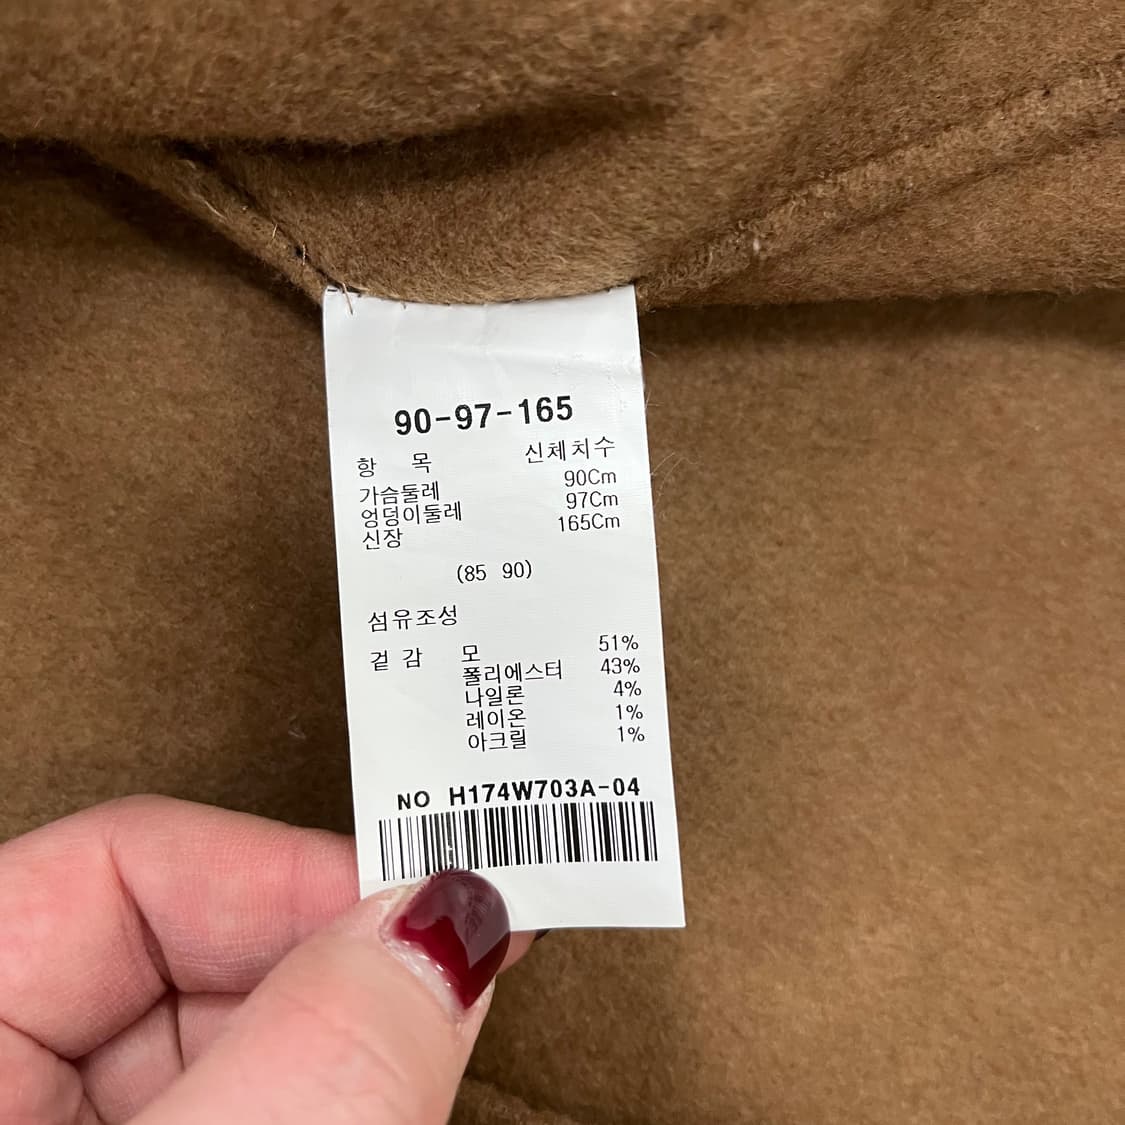 90-97-165
항 목 신체치수
가슴둘레 90Cm
엉덩이둘레 97Cm
신장 165Cm
(85 90)
섬유조성
겉 감 모 51%
폴리에스터 43%
나일론 4%
레이온 1%
아크릴 1%
NO H174W703A-04